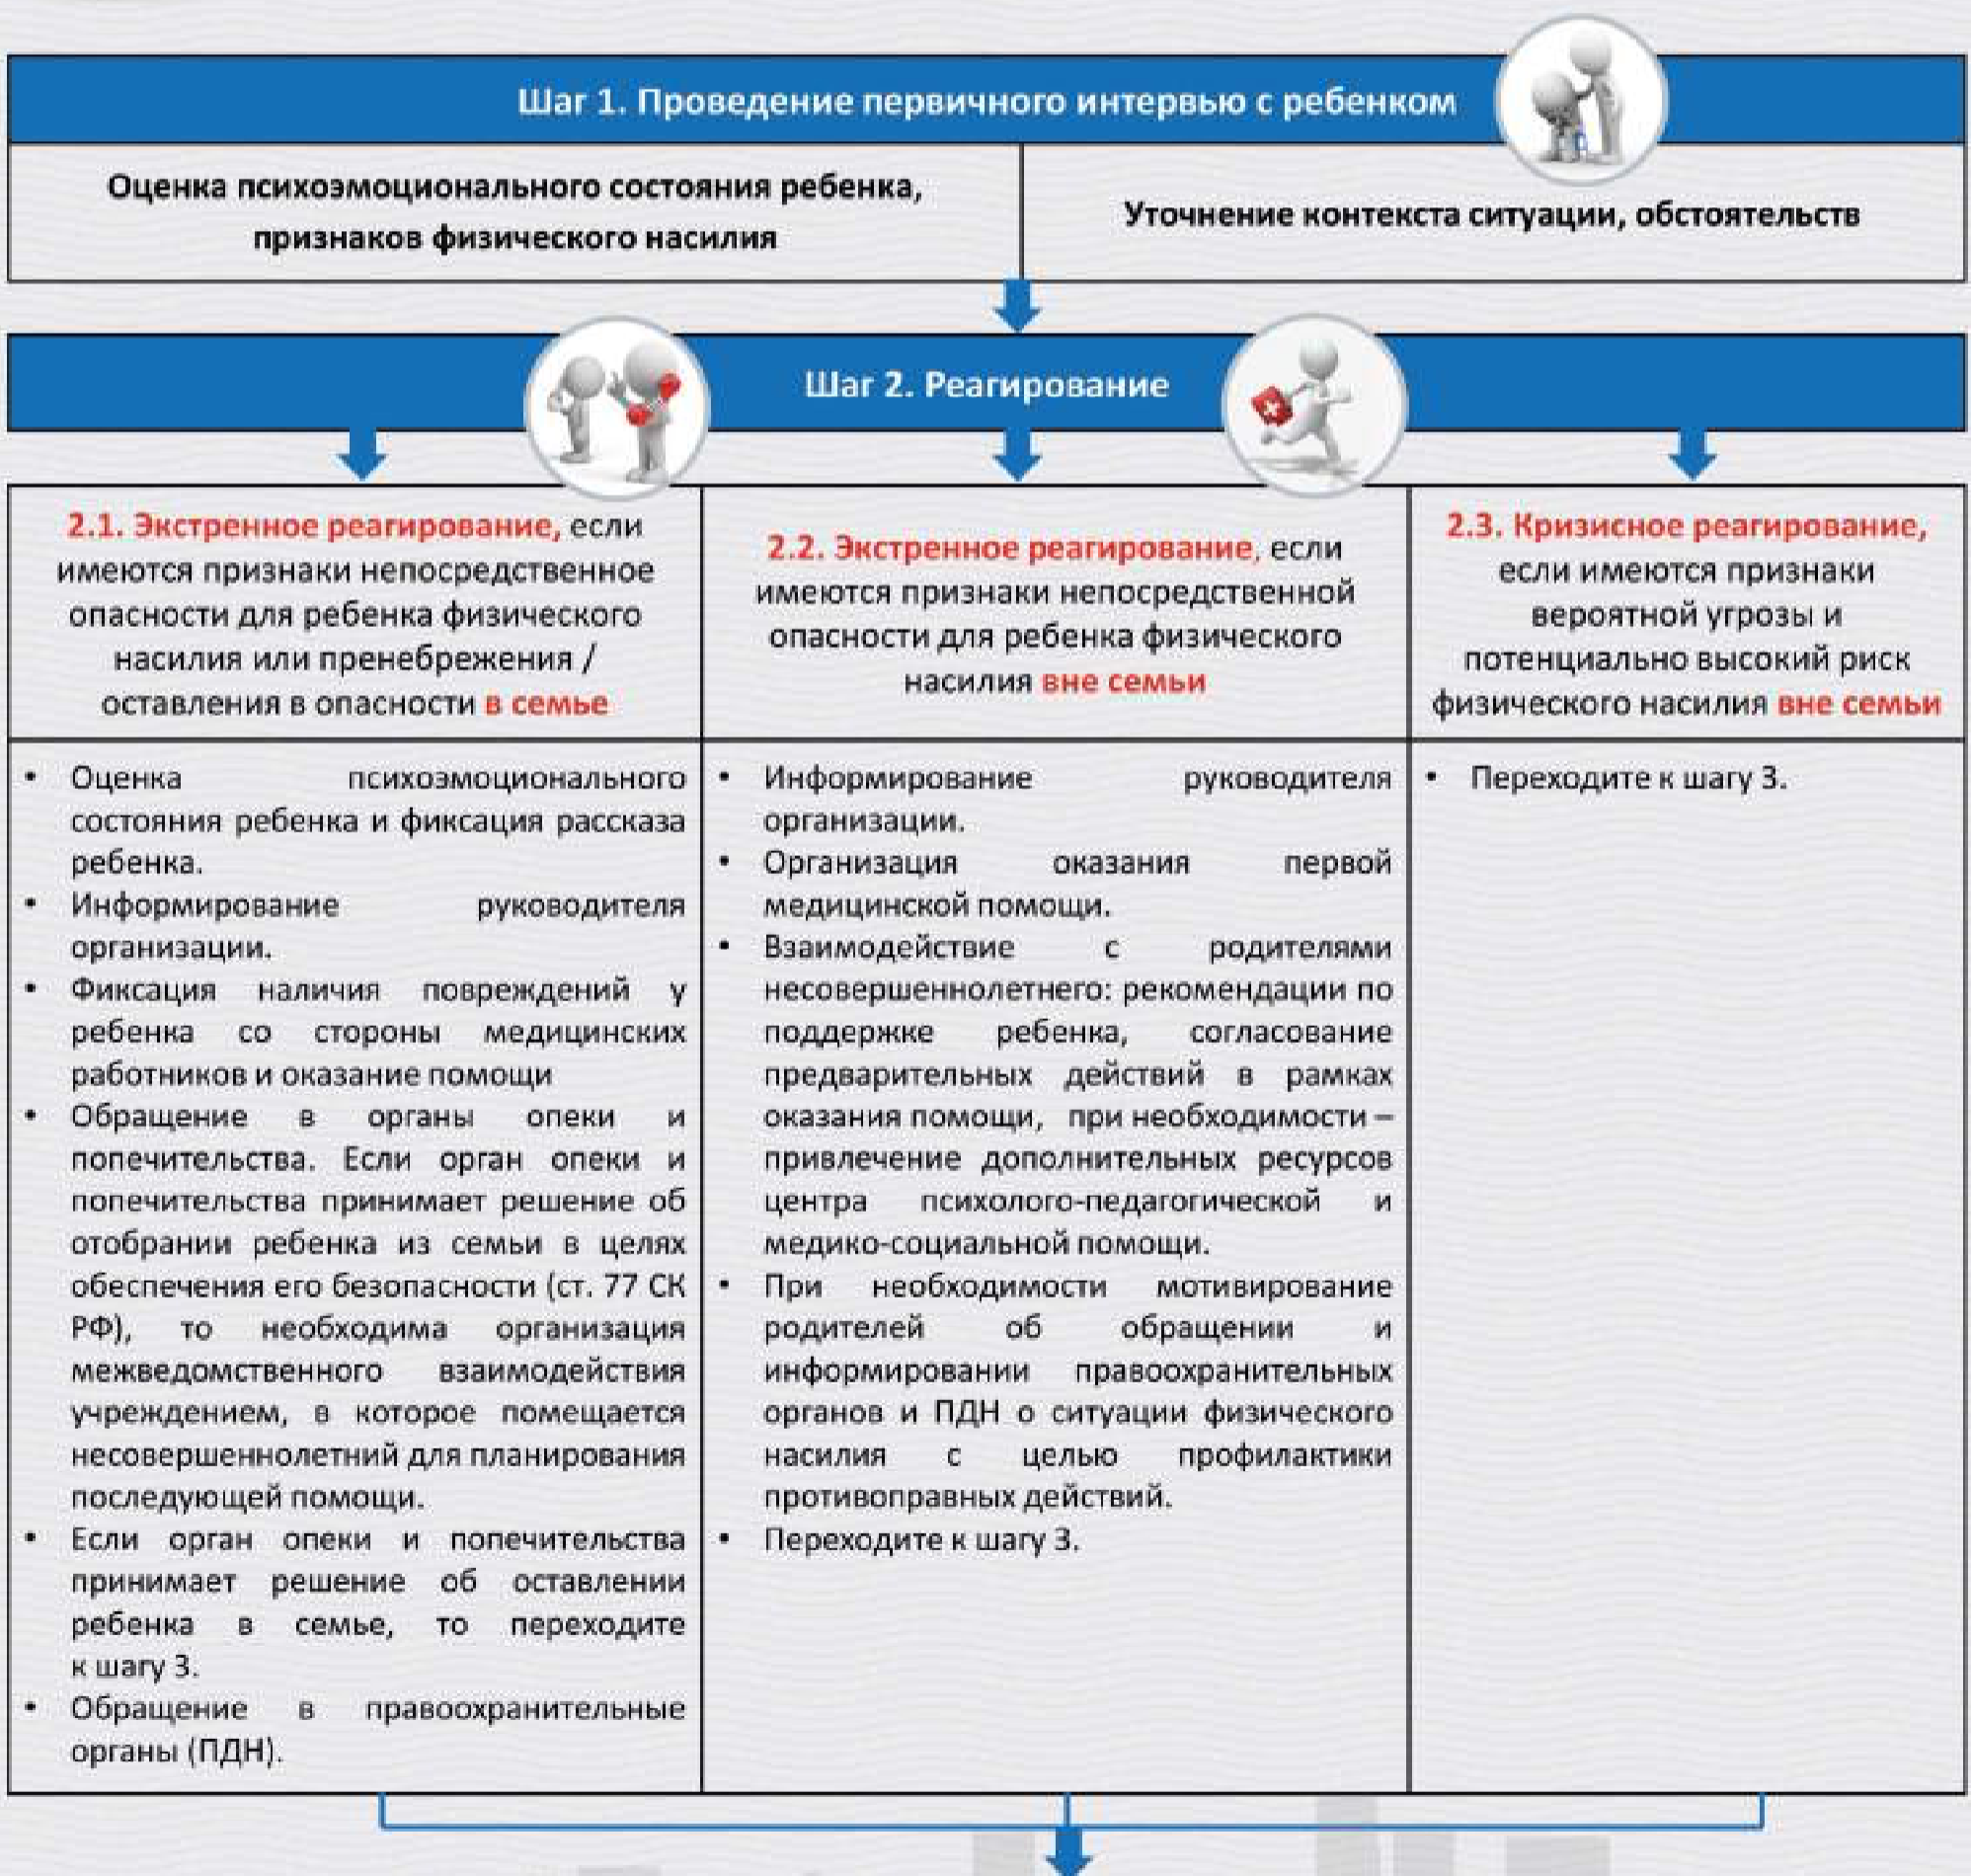 Шаг 1. Проведение первичного интервью с ребенком
Оценка психоэмоционального состояния ребенка,
признаков физического насилия
Уточнение контекста ситуации, обстоятельств
Шаг 2. Реагирование
2.1. Экстренное реагирование, если
имеются признаки непосредственное
опасности для ребенка физического
насилия или пренебрежения /
оставления в опасности в семье
2.2. Экстренное реагирование, если
имеются признаки непосредственной
опасности для ребенка физического
насилия вне семьи
2.3. Кризисное реагирование,
если имеются признаки
вероятной угрозы и
потенциально высокий риск
физического насилия вне семьи
• Оценка психоэмоционального
состояния ребенка и фиксация рассказа
ребенка.
• Информирование руководителя
организации.
• Фиксация наличия повреждений у
ребенка со стороны медицинских
работников и оказание помощи
• Обращение в органы опеки и
попечительства. Если орган опеки и
попечительства принимает решение об
отобрании ребенка из семьи в целях
обеспечения его безопасности (ст. 77 СК
РФ), то необходима организация
межведомственного взаимодействия
учреждением, в которое помещается
несовершеннолетний для планирования
последующей помощи.
• Если орган опеки и попечительства
принимает решение об оставлении
ребенка в семье, то переходите
к шагу 3.
• Обращение в правоохранительные
органы (ПДН).
• Информирование руководителя
организации.
• Организация оказания первой
медицинской помощи.
• Взаимодействие с родителями
несовершеннолетнего: рекомендации по
поддержке ребенка, согласование
предварительных действий в рамках
оказания помощи, при необходимости –
привлечение дополнительных ресурсов
центра психолого-педагогической и
медико-социальной помощи.
• При необходимости мотивирование
родителей об обращении и
информировании правоохранительных
органов и ПДН о ситуации физического
насилия с целью профилактики
противоправных действий.
• Переходите к шагу 3.
• Переходите к шагу 3.